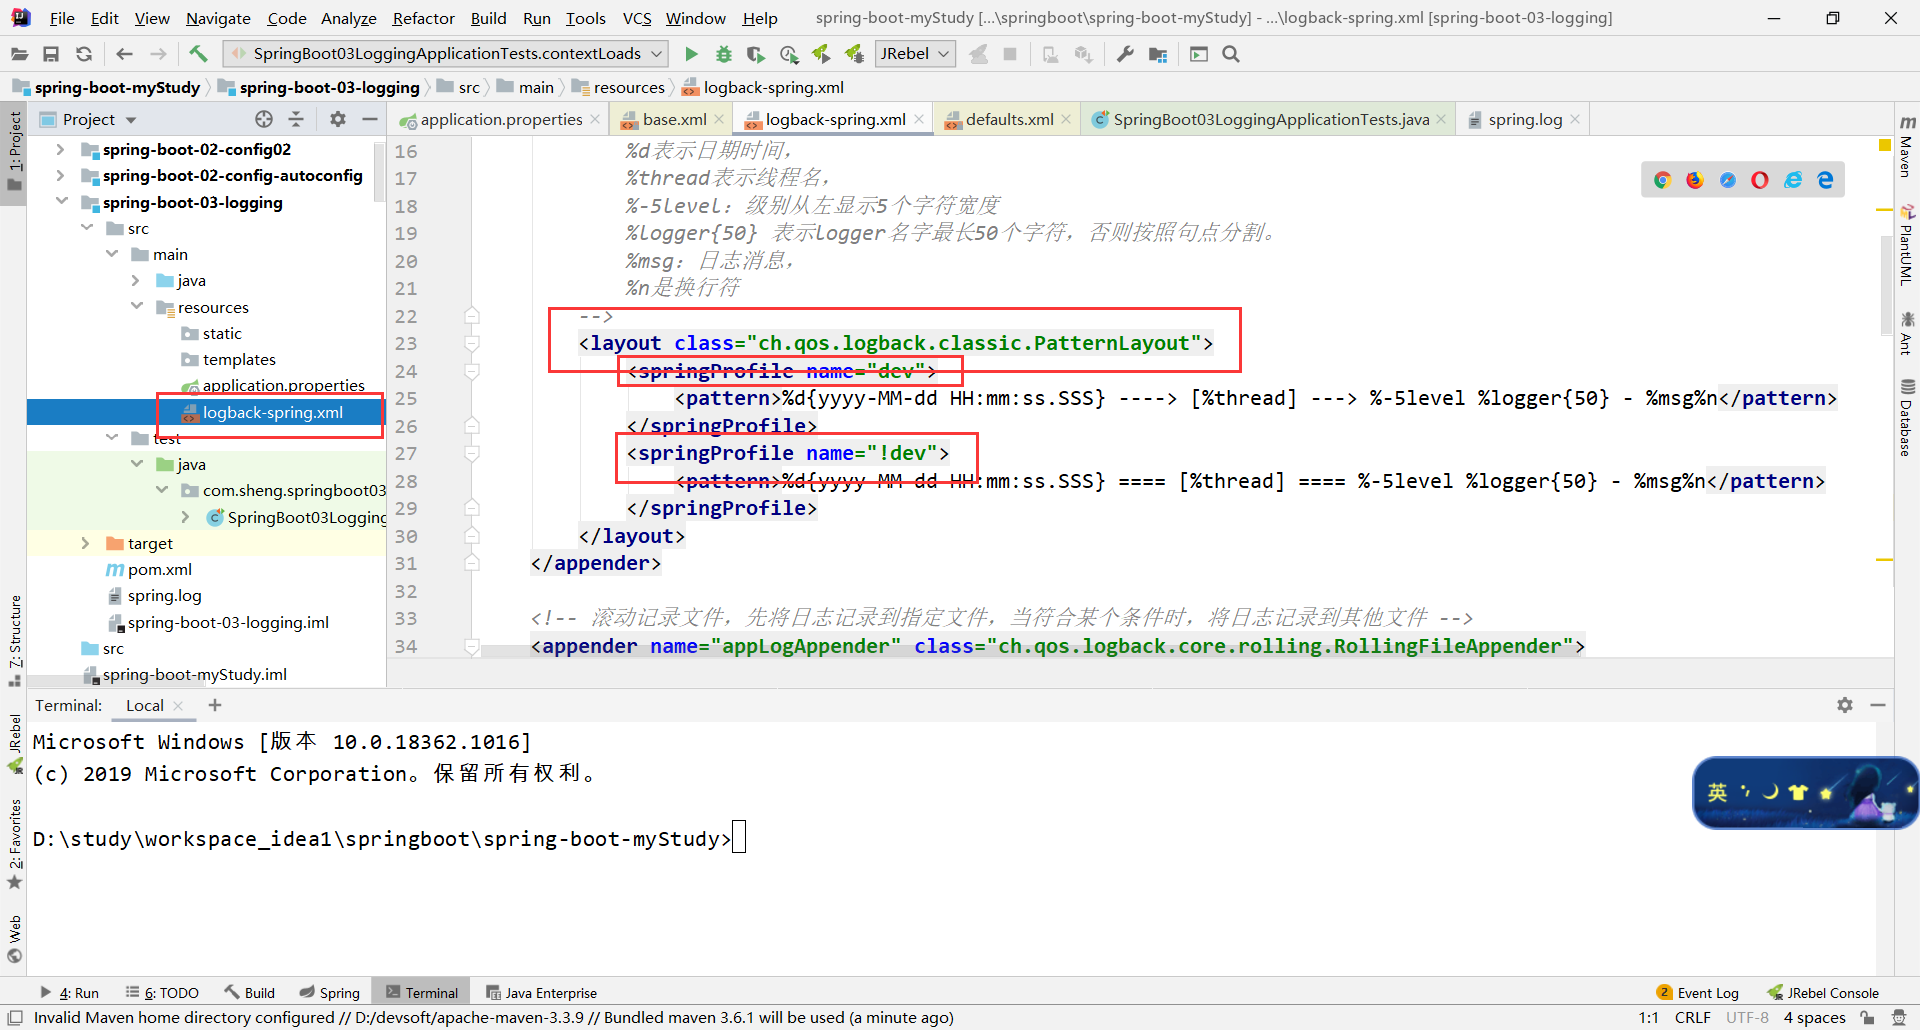 File Edit View Navigate Code Analyze Refactor Build Run Tools VCS Window Help spring-boot-myStudy [...\springboot\spring-boot-myStudy] - ...\logback-spring.xml [spring-boot-03-logging]
SpringBoot03LoggingApplicationTests.contextLoads JRebel
spring-boot-myStudy spring-boot-03-logging src main resources logback-spring.xml
Project
application.properties base.xml logback-spring.xml defaults.xml SpringBoot03LoggingApplicationTests.java spring.log
1: Project
7: Structure
JRebel
2: Favorites
Web
spring-boot-02-config02
spring-boot-02-config-autoconfig
spring-boot-03-logging
src
main
java
resources
static
templates
application.properties
logback-spring.xml
test
java
com.sheng.springboot03
SpringBoot03Logging
target
pom.xml
spring.log
spring-boot-03-logging.iml
src
spring-boot-myStudy.iml
16 %d表示日期时间，
17 %thread表示线程名，
18 %-5level：级别从左显示5个字符宽度
19 %logger{50} 表示logger名字最长50个字符，否则按照句点分割。
20 %msg：日志消息，
21 %n是换行符
22 -->
23 <layout class="ch.qos.logback.classic.PatternLayout">
24 <springProfile name="dev">
25 <pattern>%d{yyyy-MM-dd HH:mm:ss.SSS} ----> [%thread] ---> %-5level %logger{50} - %msg%n</pattern>
26 </springProfile>
27 <springProfile name="!dev">
28 <pattern>%d{yyyy-MM-dd HH:mm:ss.SSS} ==== [%thread] ==== %-5level %logger{50} - %msg%n</pattern>
29 </springProfile>
30 </layout>
31 </appender>
32
33 <!-- 滚动记录文件，先将日志记录到指定文件，当符合某个条件时，将日志记录到其他文件 -->
34 <appender name="appLogAppender" class="ch.qos.logback.core.rolling.RollingFileAppender">
m Maven
PlantUML
Ant
Database
Terminal: Local +
Microsoft Windows [版本 10.0.18362.1016]
(c) 2019 Microsoft Corporation。保留所有权利。
D:\study\workspace_idea1\springboot\spring-boot-myStudy>
英
4: Run 6: TODO Build Spring Terminal Java Enterprise 2 Event Log JRebel Console
Invalid Maven home directory configured // D:/devsoft/apache-maven-3.3.9 // Bundled maven 3.6.1 will be used (a minute ago) 1:1 CRLF UTF-8 4 spaces